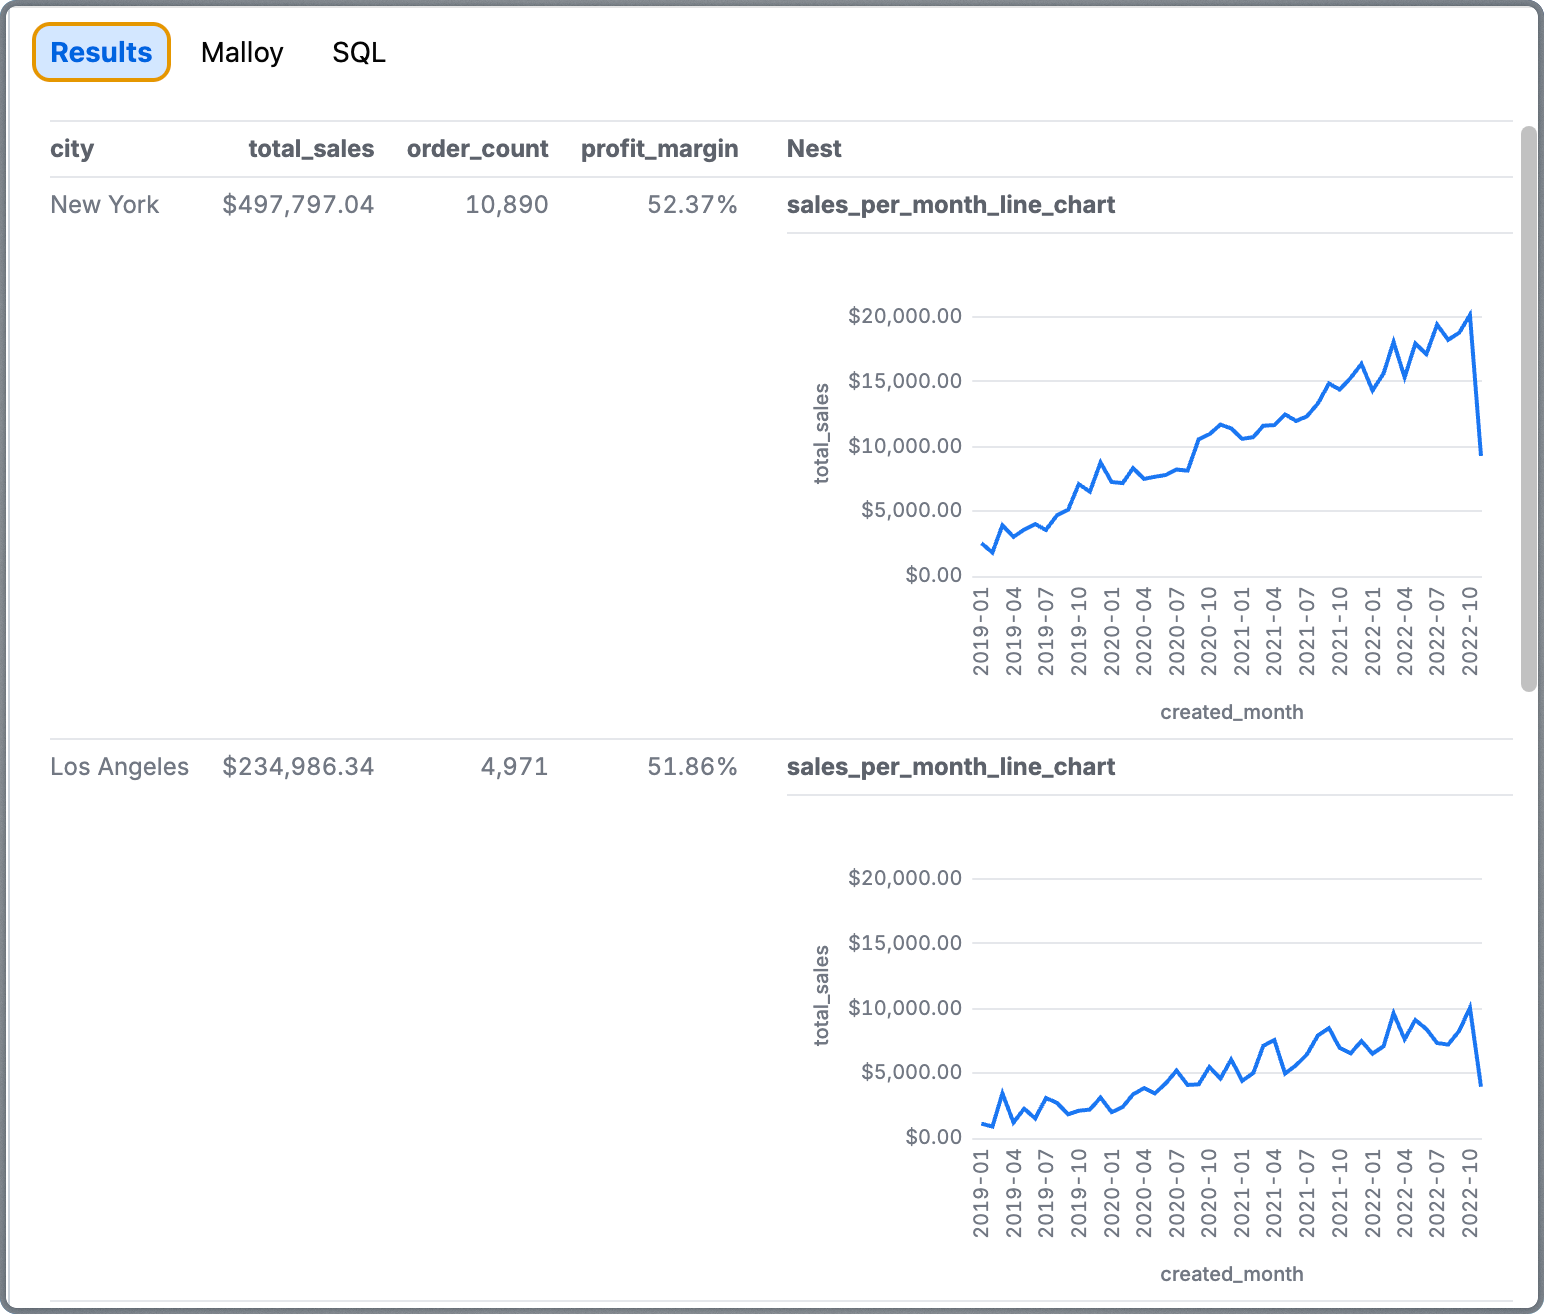 Results Malloy SQL
city total_sales order_count profit_margin Nest
New York $497,797.04 10,890 52.37% sales_per_month_line_chart
total_sales
$20,000.00
$15,000.00
$10,000.00
$5,000.00
$0.00
2019-01 2019-04 2019-07 2019-10 2020-01 2020-04 2020-07 2020-10 2021-01 2021-04 2021-07 2021-10 2022-01 2022-04 2022-07 2022-10
created_month
Los Angeles $234,986.34 4,971 51.86% sales_per_month_line_chart
total_sales
$20,000.00
$15,000.00
$10,000.00
$5,000.00
$0.00
2019-01 2019-04 2019-07 2019-10 2020-01 2020-04 2020-07 2020-10 2021-01 2021-04 2021-07 2021-10 2022-01 2022-04 2022-07 2022-10
created_month